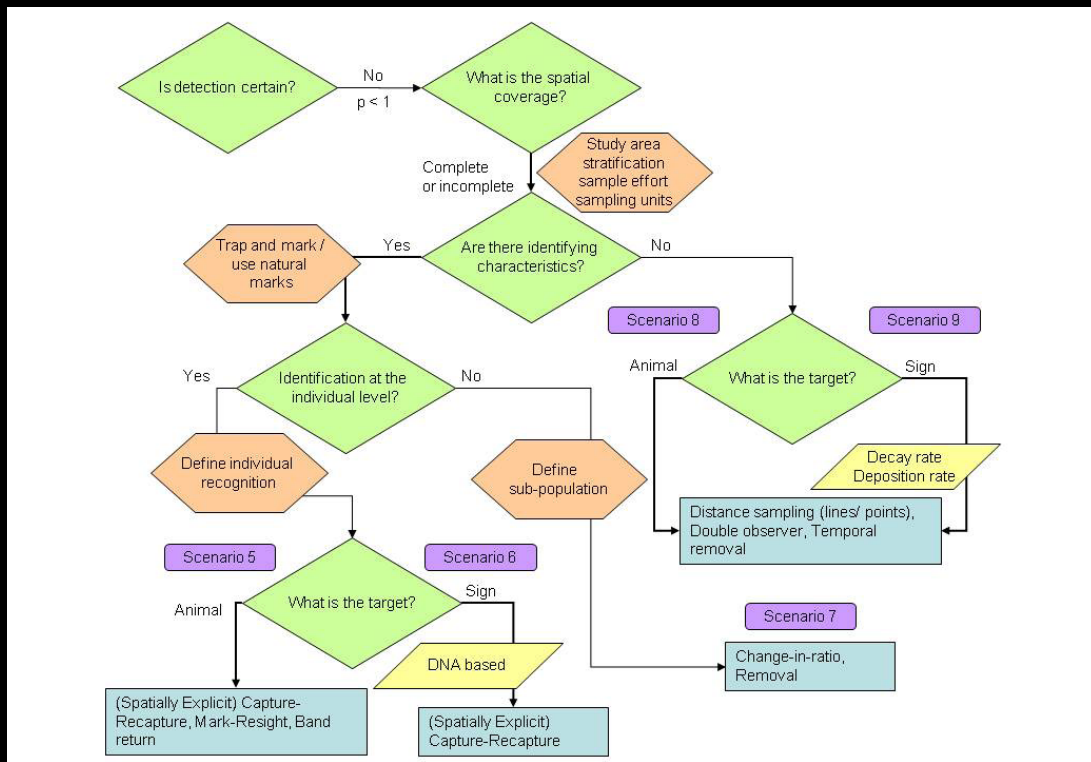 Is detection certain?
No
p < 1
What is the spatial
coverage?
Complete
or incomplete
Study area
stratification
sample effort
sampling units
Trap and mark /
use natural
marks
Yes
Are there identifying
characteristics?
No
Scenario 8
Scenario 9
Animal
What is the target?
Sign
Yes
Identification at the
individual level?
No
Define individual
recognition
Define
sub-population
Decay rate
Deposition rate
Distance sampling (lines/ points),
Double observer, Temporal
removal
Scenario 5
Scenario 6
Animal
What is the target?
Sign
DNA based
Scenario 7
Change-in-ratio,
Removal
(Spatially Explicit) Capture-
Recapture, Mark-Resight, Band
return
(Spatially Explicit)
Capture-Recapture